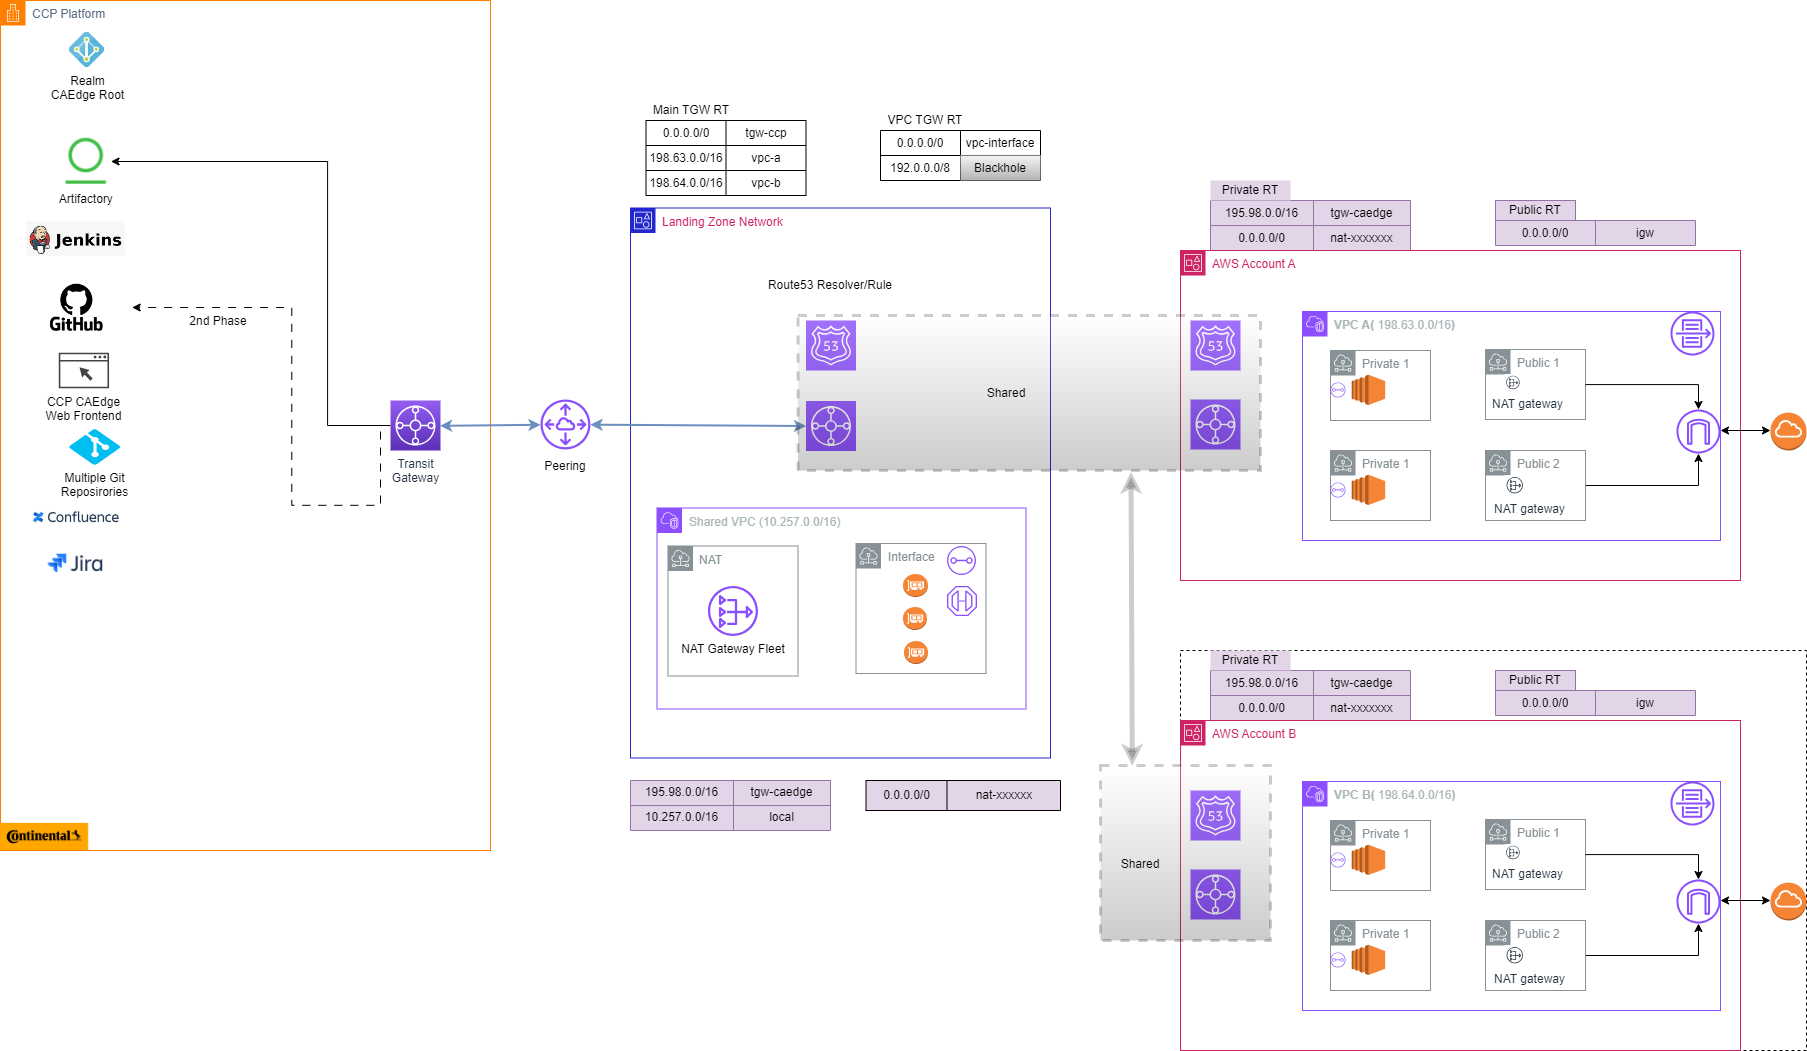 CCP Platform
Realm
CAEdge Root
Artifactory
Jenkins
GitHub
2nd Phase
CCP CAEdge
Web Frontend
Multiple Git
Reposirories
Confluence
Jira
Continental
Transit
Gateway
Peering
Main TGW RT
0.0.0.0/0 tgw-ccp
198.63.0.0/16 vpc-a
198.64.0.0/16 vpc-b
VPC TGW RT
0.0.0.0/0 vpc-interface
192.0.0.0/8 Blackhole
Landing Zone Network
Route53 Resolver/Rule
53
53
Shared
Shared VPC (10.257.0.0/16)
NAT
NAT Gateway Fleet
Interface
195.98.0.0/16 tgw-caedge
10.257.0.0/16 local
0.0.0.0/0 nat-xxxxxx
Private RT
195.98.0.0/16 tgw-caedge
0.0.0.0/0 nat-xxxxxxx
Public RT
0.0.0.0/0 igw
AWS Account A
VPC A( 198.63.0.0/16)
Private 1
Public 1
NAT gateway
Private 1
Public 2
NAT gateway
Private RT
195.98.0.0/16 tgw-caedge
0.0.0.0/0 nat-xxxxxxx
Public RT
0.0.0.0/0 igw
AWS Account B
53
Shared
VPC B( 198.64.0.0/16)
Private 1
Public 1
NAT gateway
Private 1
Public 2
NAT gateway